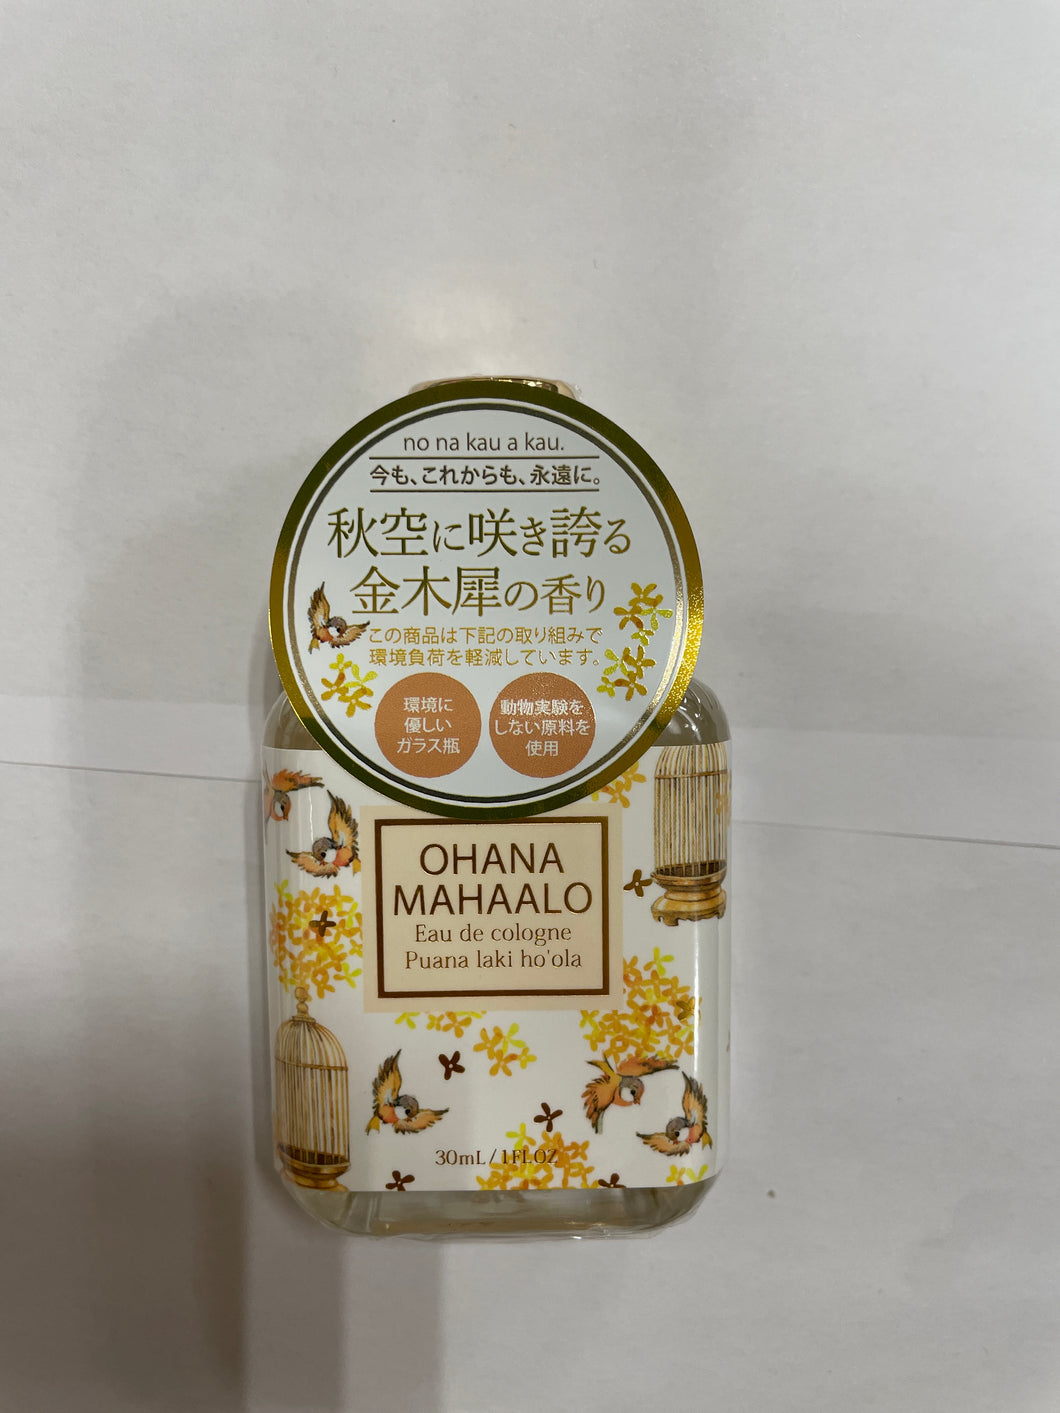 no na kau a kau.
今も、これからも、永遠に。
秋空に咲き誇る
金木犀の香り
この商品は下記の取り組みで
環境負荷を軽減しています。
環境に
優しい
ガラス瓶
動物実験を
しない原料を
使用
OHANA
MAHAALO
Eau de cologne
Puana laki ho'ola
30mL/1FLOZ